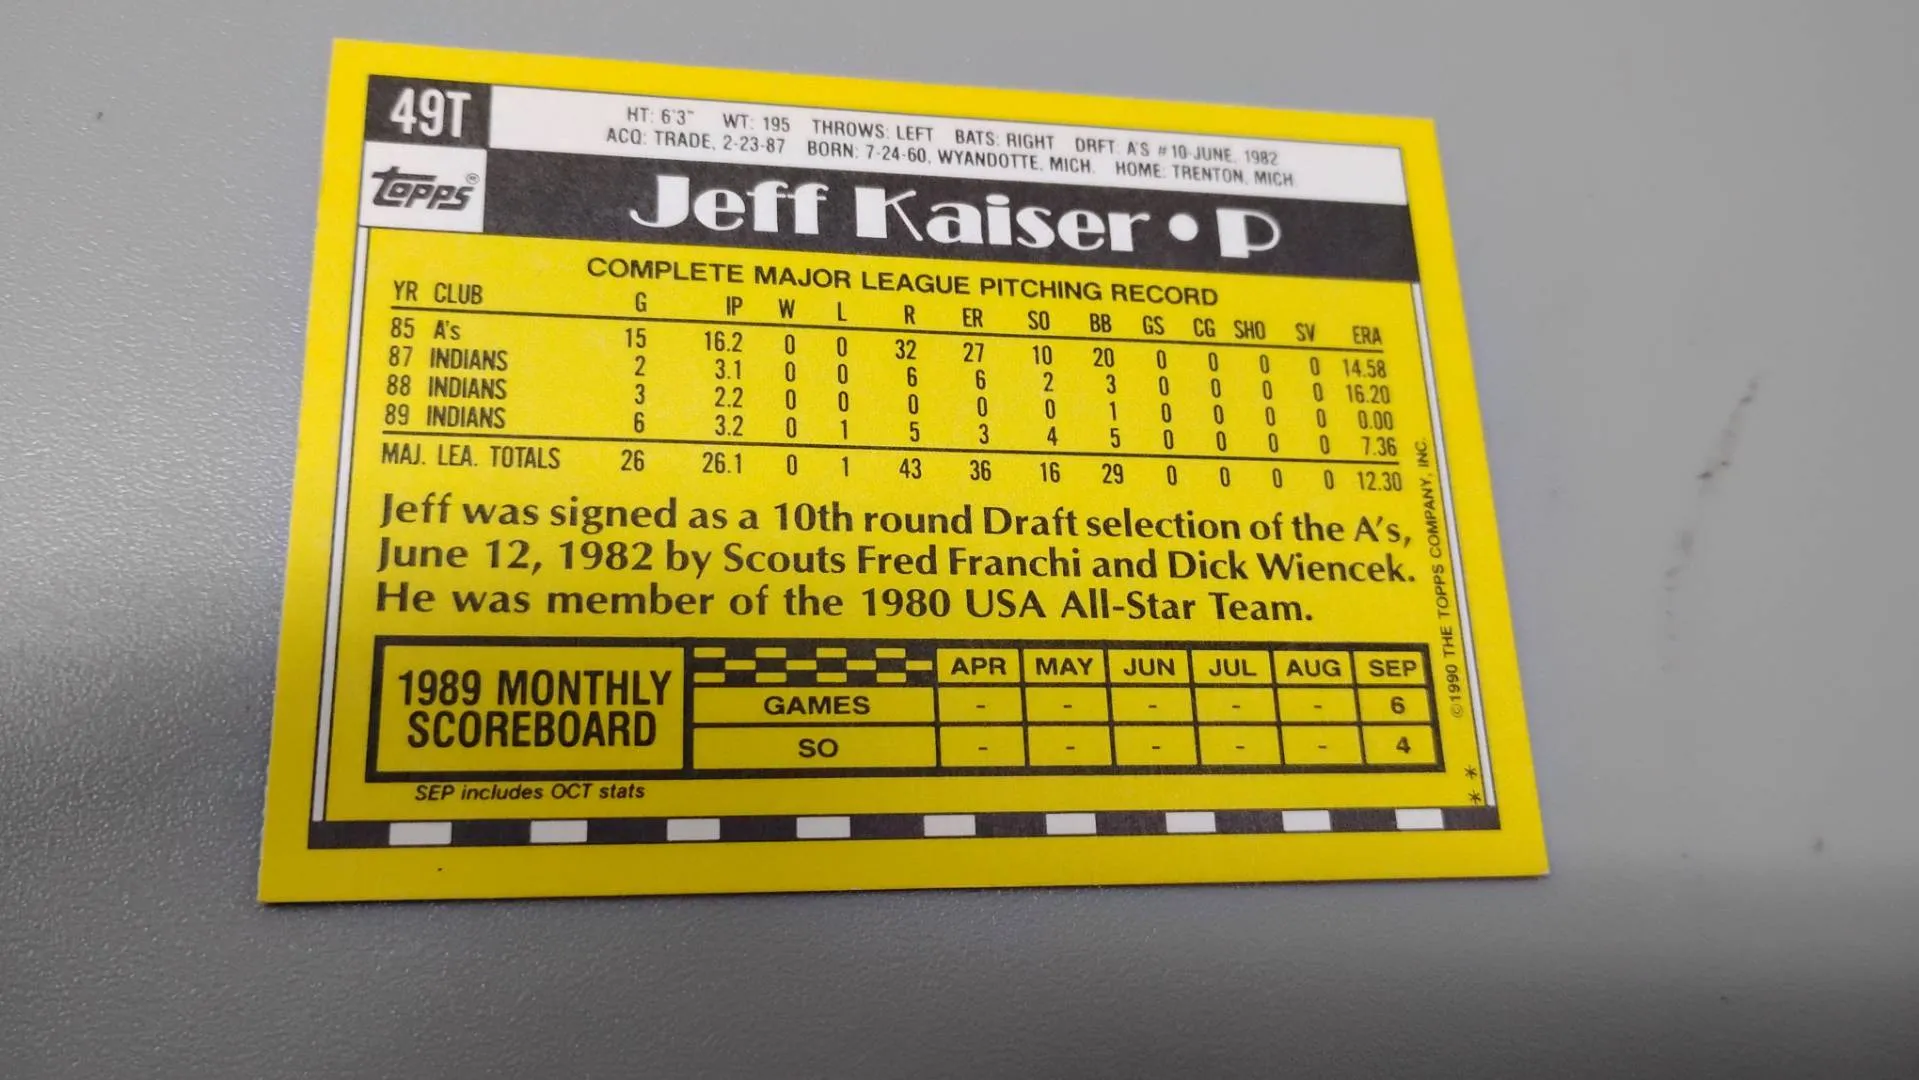 49T
HT: 6'3" WT: 195 THROWS: LEFT BATS: RIGHT DRFT: A'S #10-JUNE, 1982
ACQ: TRADE, 2-23-87 BORN: 7-24-60, WYANDOTTE, MICH. HOME: TRENTON, MICH.
Topps®
Jeff Kaiser • P
COMPLETE MAJOR LEAGUE PITCHING RECORD
YR CLUB G IP W L R ER SO BB GS CG SHO SV ERA
85 A's 15 16.2 0 0 32 27 10 20 0 0 0 0 14.58
87 INDIANS 2 3.1 0 0 6 6 2 3 0 0 0 0 16.20
88 INDIANS 3 2.2 0 0 0 0 0 1 0 0 0 0 0.00
89 INDIANS 6 3.2 0 1 5 3 4 5 0 0 0 0 7.36
MAJ. LEA. TOTALS 26 26.1 0 1 43 36 16 29 0 0 0 0 12.30
Jeff was signed as a 10th round Draft selection of the A's,
June 12, 1982 by Scouts Fred Franchi and Dick Wiencek.
He was member of the 1980 USA All-Star Team.
1989 MONTHLY
SCOREBOARD
APR MAY JUN JUL AUG SEP
GAMES - - - - - 6
SO - - - - - 4
SEP includes OCT stats
* * ©1990 THE TOPPS COMPANY, INC.